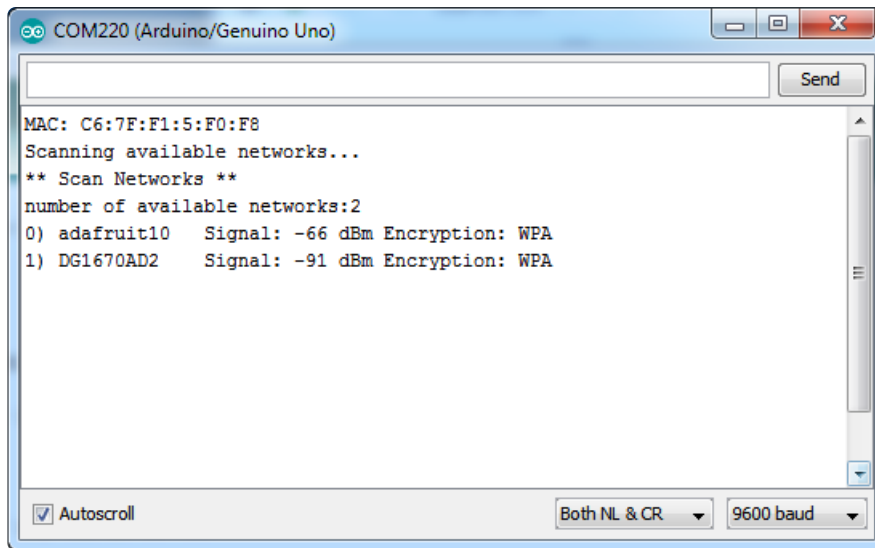 COM220 (Arduino/Genuino Uno)
Send
MAC: C6:7F:F1:5:F0:F8
Scanning available networks...
** Scan Networks **
number of available networks:2
0) adafruit10   Signal: -66 dBm Encryption: WPA
1) DG1670AD2    Signal: -91 dBm Encryption: WPA
Autoscroll
Both NL & CR
9600 baud